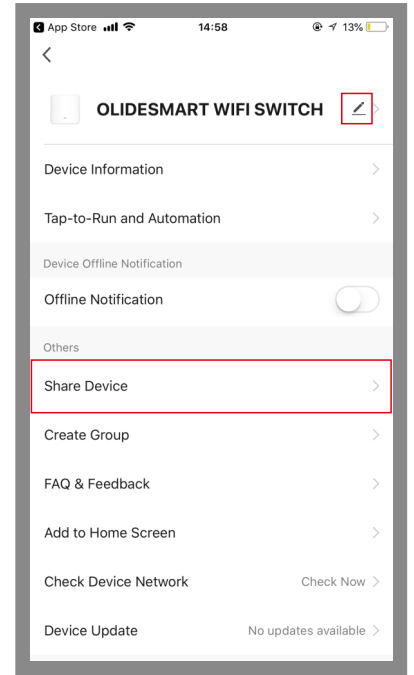 App Store 14:58 13%
OLIDESMART WIFI SWITCH
Device Information
Tap-to-Run and Automation
Device Offline Notification
Offline Notification
Others
Share Device
Create Group
FAQ & Feedback
Add to Home Screen
Check Device Network Check Now
Device Update No updates available